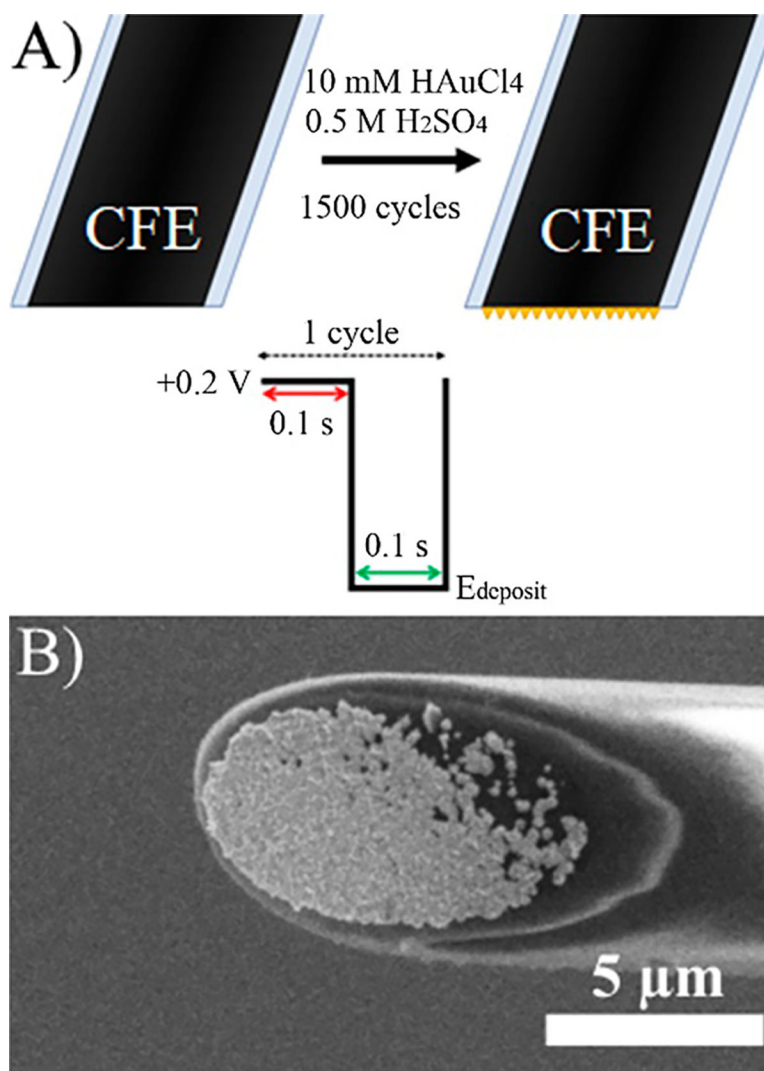 A)
10 mM HAuCl4
0.5 M H2SO4
1500 cycles
CFE
CFE
1 cycle
+0.2 V
0.1 s
0.1 s
Edeposit
B)
5 μm